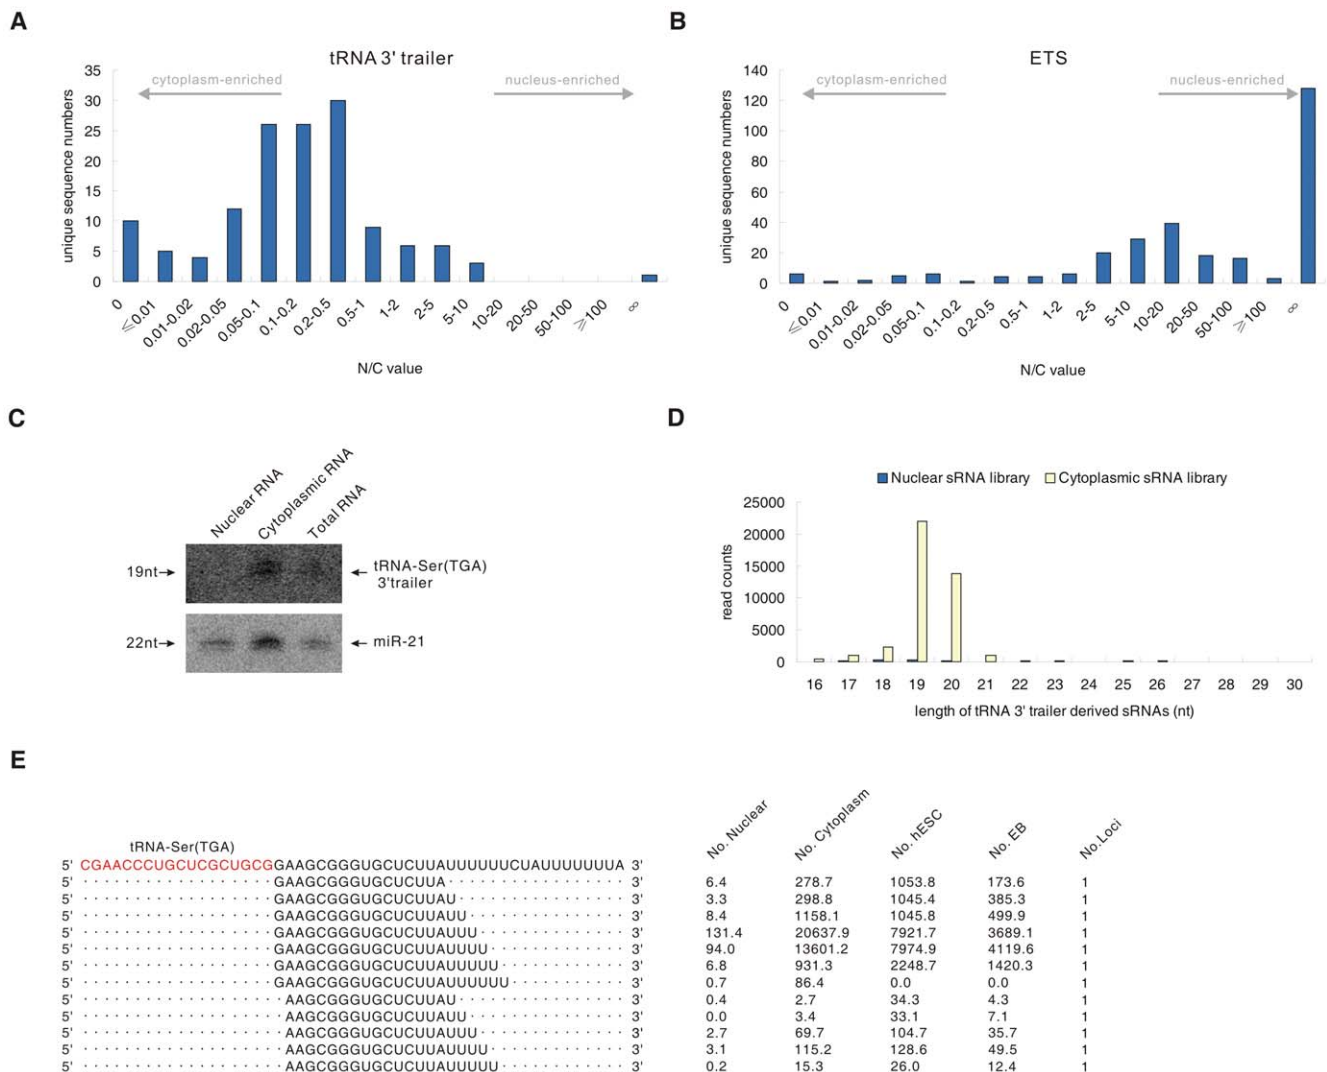 A
B
tRNA 3' trailer
ETS
cytoplasm-enriched
nucleus-enriched
cytoplasm-enriched
nucleus-enriched
unique sequence numbers
35
30
25
20
15
10
5
0
0
≤0.01
0.01-0.02
0.02-0.05
0.05-0.1
0.1-0.2
0.2-0.5
0.5-1
1-2
2-5
5-10
10-20
20-50
50-100
≥100
∞
N/C value
unique sequence numbers
140
120
100
80
60
40
20
0
0
≤0.01
0.01-0.02
0.02-0.05
0.05-0.1
0.1-0.2
0.2-0.5
0.5-1
1-2
2-5
5-10
10-20
20-50
50-100
≥100
∞
N/C value
C
Nuclear RNA
Cytoplasmic RNA
Total RNA
19nt
tRNA-Ser(TGA)
3'trailer
22nt
miR-21
D
Nuclear sRNA library
Cytoplasmic sRNA library
read counts
25000
20000
15000
10000
5000
0
16 17 18 19 20 21 22 23 24 25 26 27 28 29 30
length of tRNA 3' trailer derived sRNAs (nt)
E
No. Nuclear
No. Cytoplasm
No. hESC
No. EB
No.Loci
tRNA-Ser(TGA)
5' CGAACCCUGCUCGCUGCGGAAGCGGGUGCUCUUAUUUUUUCUAUUUUUUUA 3'
5' GAAGCGGGUGCUCUUA 3' 6.4 278.7 1053.8 173.6 1
5' GAAGCGGGUGCUCUUAU 3' 3.3 298.8 1045.4 385.3 1
5' GAAGCGGGUGCUCUUAUU 3' 8.4 1158.1 1045.8 499.9 1
5' GAAGCGGGUGCUCUUAUUU 3' 131.4 20637.9 7921.7 3689.1 1
5' GAAGCGGGUGCUCUUAUUUU 3' 94.0 13601.2 7974.9 4119.6 1
5' GAAGCGGGUGCUCUUAUUUUU 3' 6.8 931.3 2248.7 1420.3 1
5' GAAGCGGGUGCUCUUAUUUUUU 3' 0.7 86.4 0.0 0.0 1
5' AAGCGGGUGCUCUUAU 3' 0.4 2.7 34.3 4.3 1
5' AAGCGGGUGCUCUUAUU 3' 0.0 3.4 33.1 7.1 1
5' AAGCGGGUGCUCUUAUUU 3' 2.7 69.7 104.7 35.7 1
5' AAGCGGGUGCUCUUAUUUU 3' 3.1 115.2 128.6 49.5 1
5' AAGCGGGUGCUCUUAUUUUU 3' 0.2 15.3 26.0 12.4 1